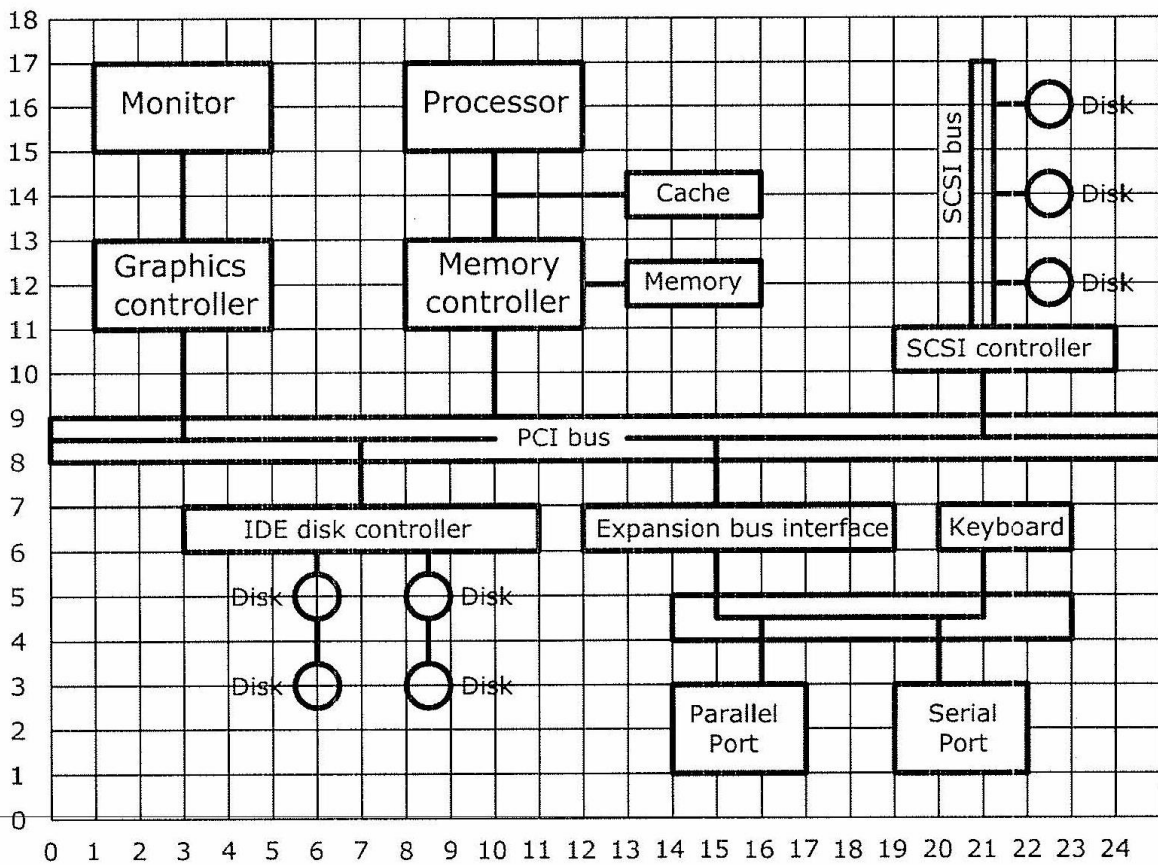 18
17
Monitor
Processor
16
Disk
15
SCSI bus
14
Cache
Disk
13
Graphics
controller
Memory
controller
12
Memory
Disk
11
SCSI controller
10
9
PCI bus
8
7
IDE disk controller
Expansion bus interface
Keyboard
6
5
Disk
Disk
4
3
Disk
Disk
Parallel
Port
Serial
Port
2
1
0
0 1 2 3 4 5 6 7 8 9 10 11 12 13 14 15 16 17 18 19 20 21 22 23 24